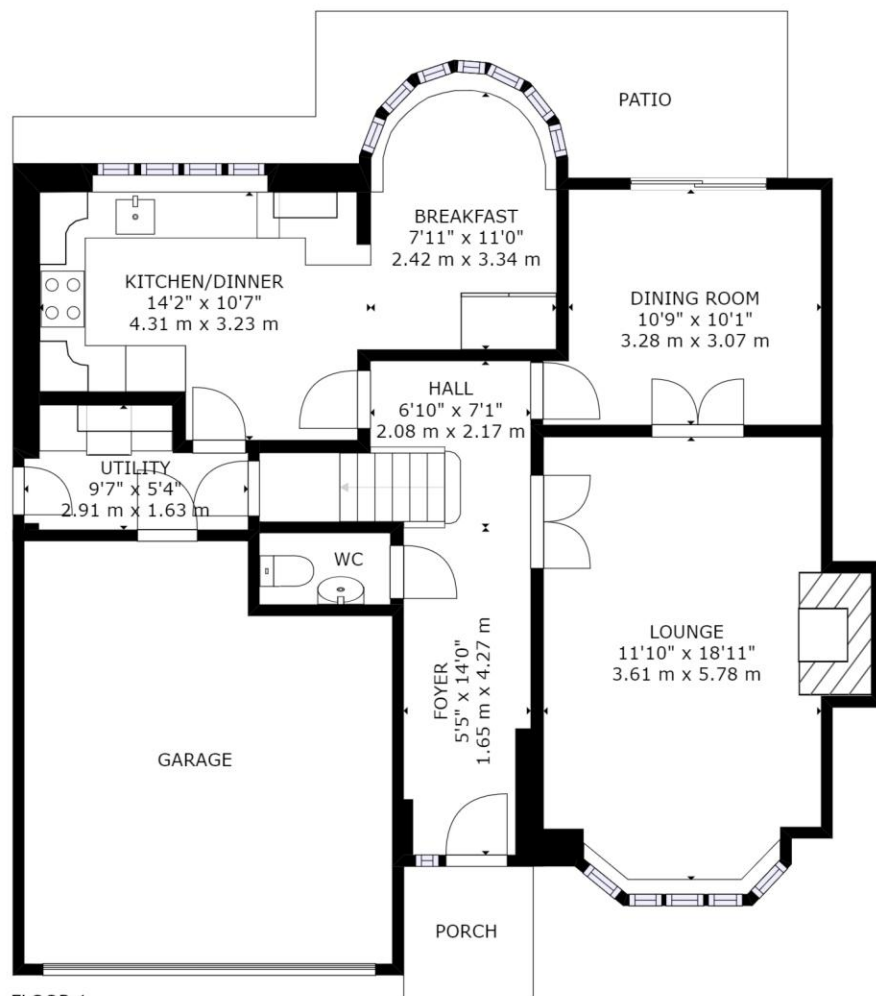 PATIO
BREAKFAST
7'11" x 11'0"
2.42 m x 3.34 m
KITCHEN/DINNER
14'2" x 10'7"
4.31 m x 3.23 m
DINING ROOM
10'9" x 10'1"
3.28 m x 3.07 m
HALL
6'10" x 7'1"
2.08 m x 2.17 m
UTILITY
9'7" x 5'4"
2.91 m x 1.63 m
WC
LOUNGE
11'10" x 18'11"
3.61 m x 5.78 m
FOYER
5'5" x 14'0"
1.65 m x 4.27 m
GARAGE
PORCH